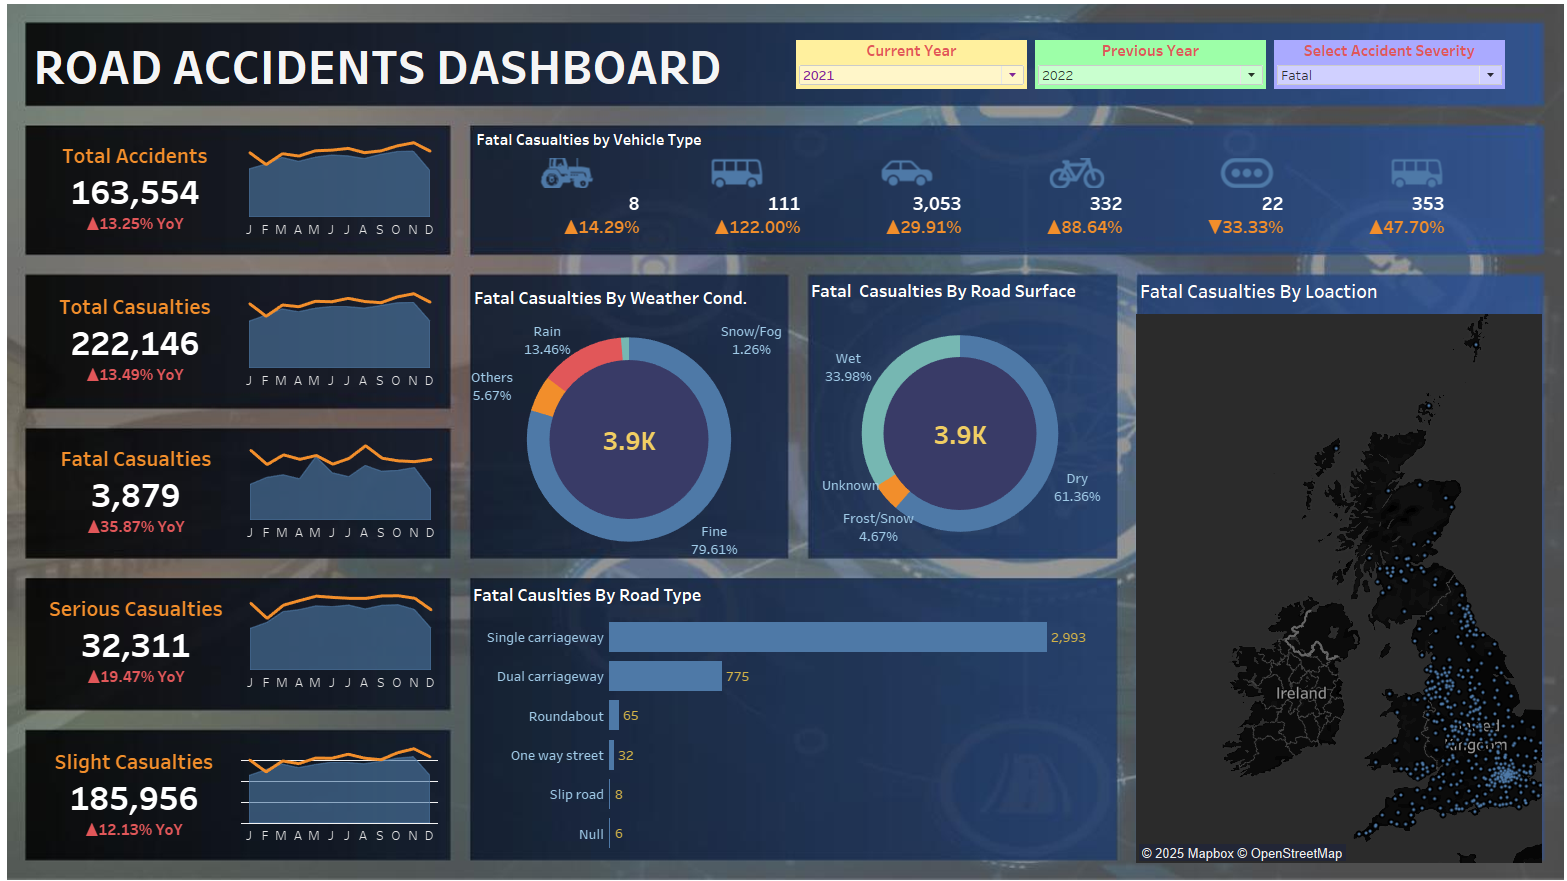 ROAD ACCIDENTS DASHBOARD
Current Year
2021
Previous Year
2022
Select Accident Severity
Fatal
Total Accidents
163,554
▲13.25% YoY
J F M A M J J A S O N D
Fatal Casualties by Vehicle Type
8 111 3,053 332 22 353
▲14.29% ▲122.00% ▲29.91% ▲88.64% ▼33.33% ▲47.70%
Total Casualties
222,146
▲13.49% YoY
J F M A M J J A S O N D
Fatal Casualties
3,879
▲35.87% YoY
J F M A M J J A S O N D
Serious Casualties
32,311
▲19.47% YoY
J F M A M J J A S O N D
Slight Casualties
185,956
▲12.13% YoY
J F M A M J J A S O N D
Fatal Casualties By Weather Cond.
Rain
13.46%
Snow/Fog
1.26%
Others
5.67%
3.9K
Fine
79.61%
Fatal Casualties By Road Surface
Wet
33.98%
3.9K
Unknown
Dry
61.36%
Frost/Snow
4.67%
Fatal Causlties By Road Type
Single carriageway 2,993
Dual carriageway 775
Roundabout 65
One way street 32
Slip road 8
Null 6
Fatal Casualties By Loaction
Ireland
United
Kingdom
© 2025 Mapbox © OpenStreetMap